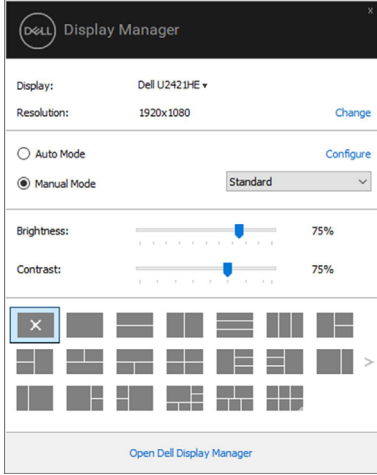 x
DELL Display Manager
Display: Dell U2421HE
Resolution: 1920x1080 Change
Auto Mode Configure
Manual Mode Standard
Brightness: 75%
Contrast: 75%
Open Dell Display Manager